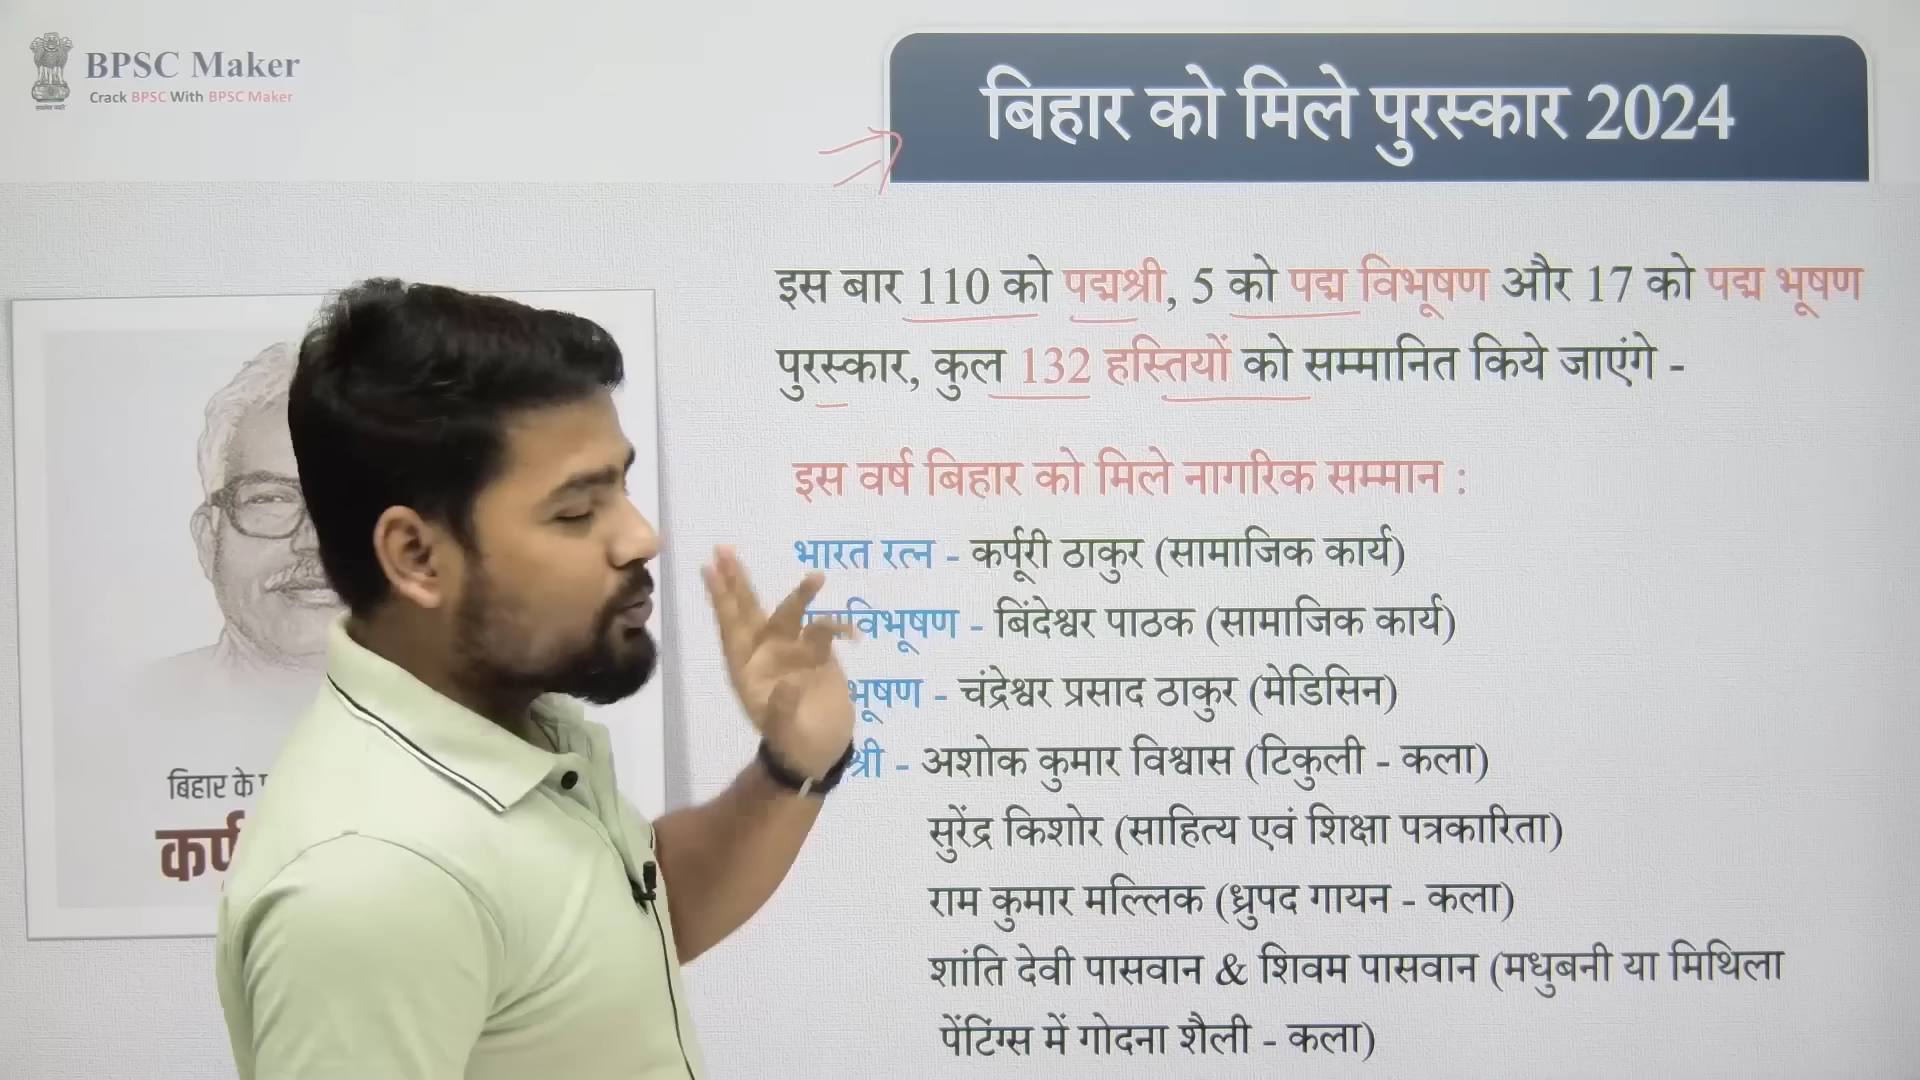 BPSC Maker
Crack BPSC With BPSC Maker
बिहार को मिले पुरस्कार 2024
इस बार 110 को पद्मश्री, 5 को पद्म विभूषण और 17 को पद्म भूषण
पुरस्कार, कुल 132 हस्तियों को सम्मानित किये जाएंगे -
इस वर्ष बिहार को मिले नागरिक सम्मान :
भारत रत्न - कर्पूरी ठाकुर (सामाजिक कार्य)
विभूषण - बिंदेश्वर पाठक (सामाजिक कार्य)
भूषण - चंद्रेश्वर प्रसाद ठाकुर (मेडिसिन)
श्री - अशोक कुमार विश्वास (टिकुली - कला)
सुरेंद्र किशोर (साहित्य एवं शिक्षा पत्रकारिता)
राम कुमार मल्लिक (ध्रुपद गायन - कला)
शांति देवी पासवान & शिवम पासवान (मधुबनी या मिथिला
पेंटिंग्स में गोदना शैली - कला)
बिहार के